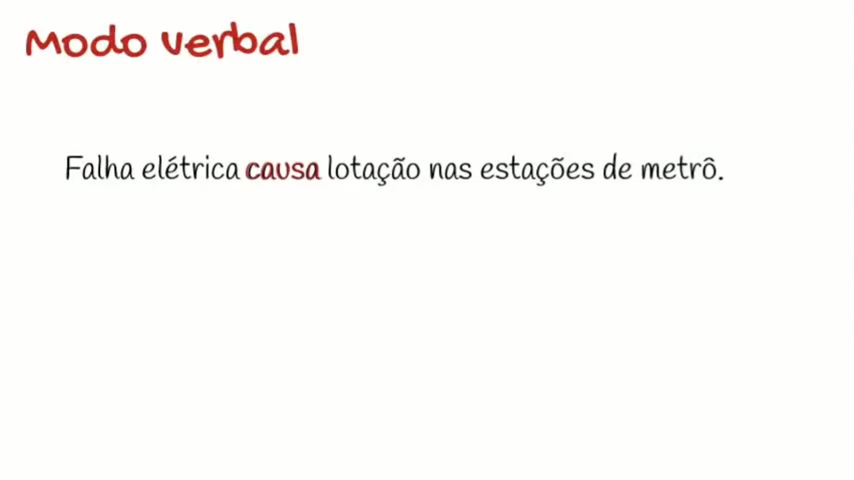 Modo verbal
Falha elétrica causa lotação nas estações de metrô.